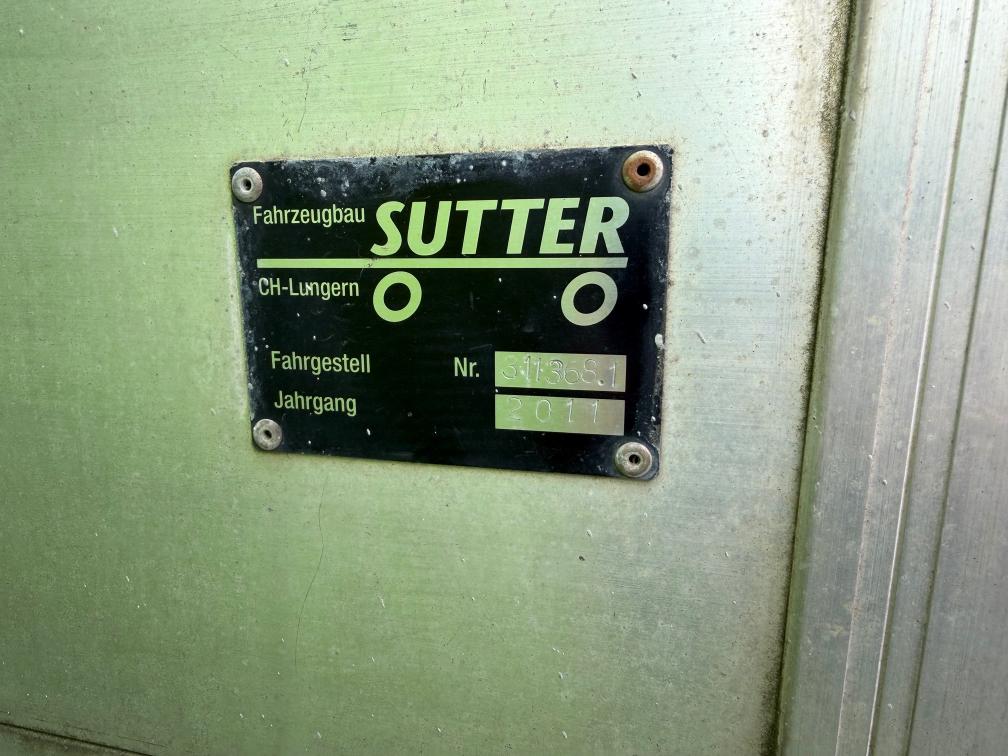 Fahrzeugbau SUTTER
CH-Lungern
Fahrgestell Nr. 311368.1
Jahrgang 2011